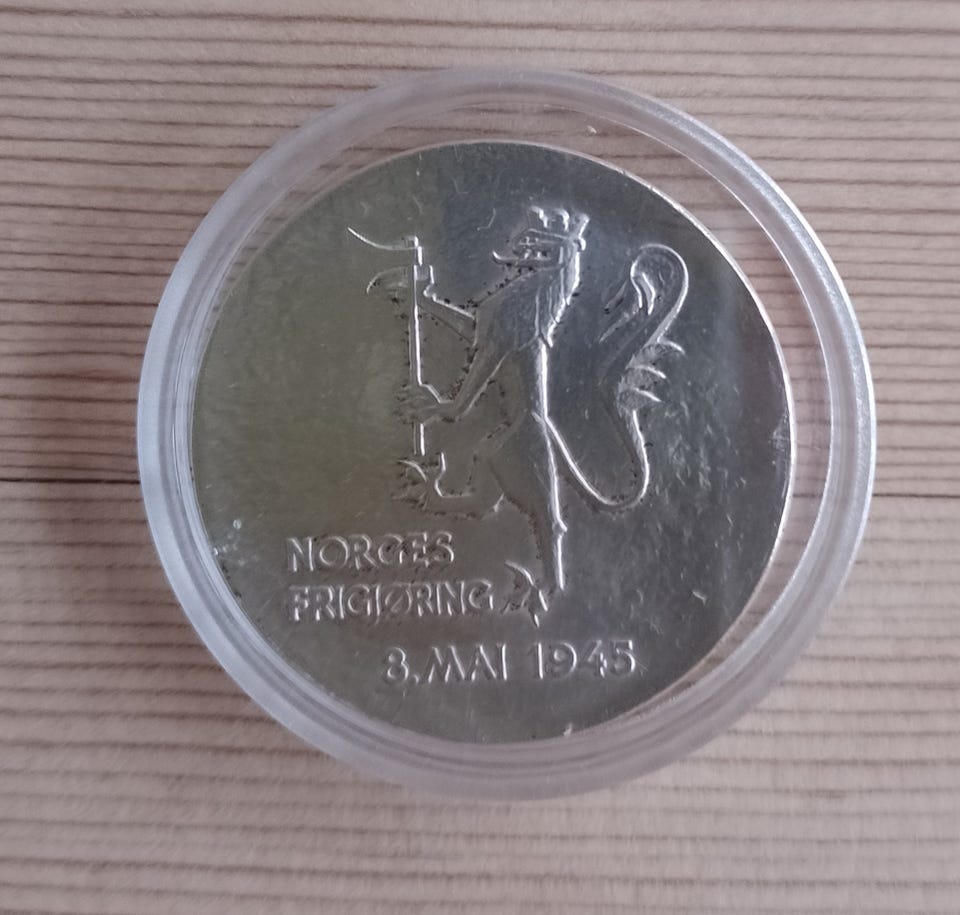 NORGES
FRIGJØRING
8. MAI 1945